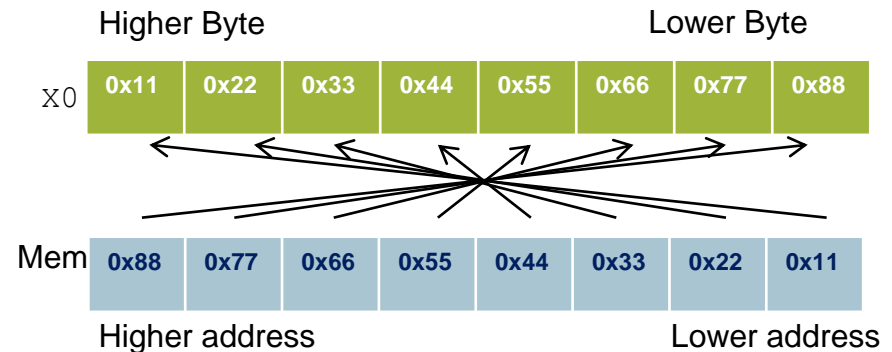 Higher Byte Lower Byte
X0 0x11 0x22 0x33 0x44 0x55 0x66 0x77 0x88
Mem 0x88 0x77 0x66 0x55 0x44 0x33 0x22 0x11
Higher address Lower address